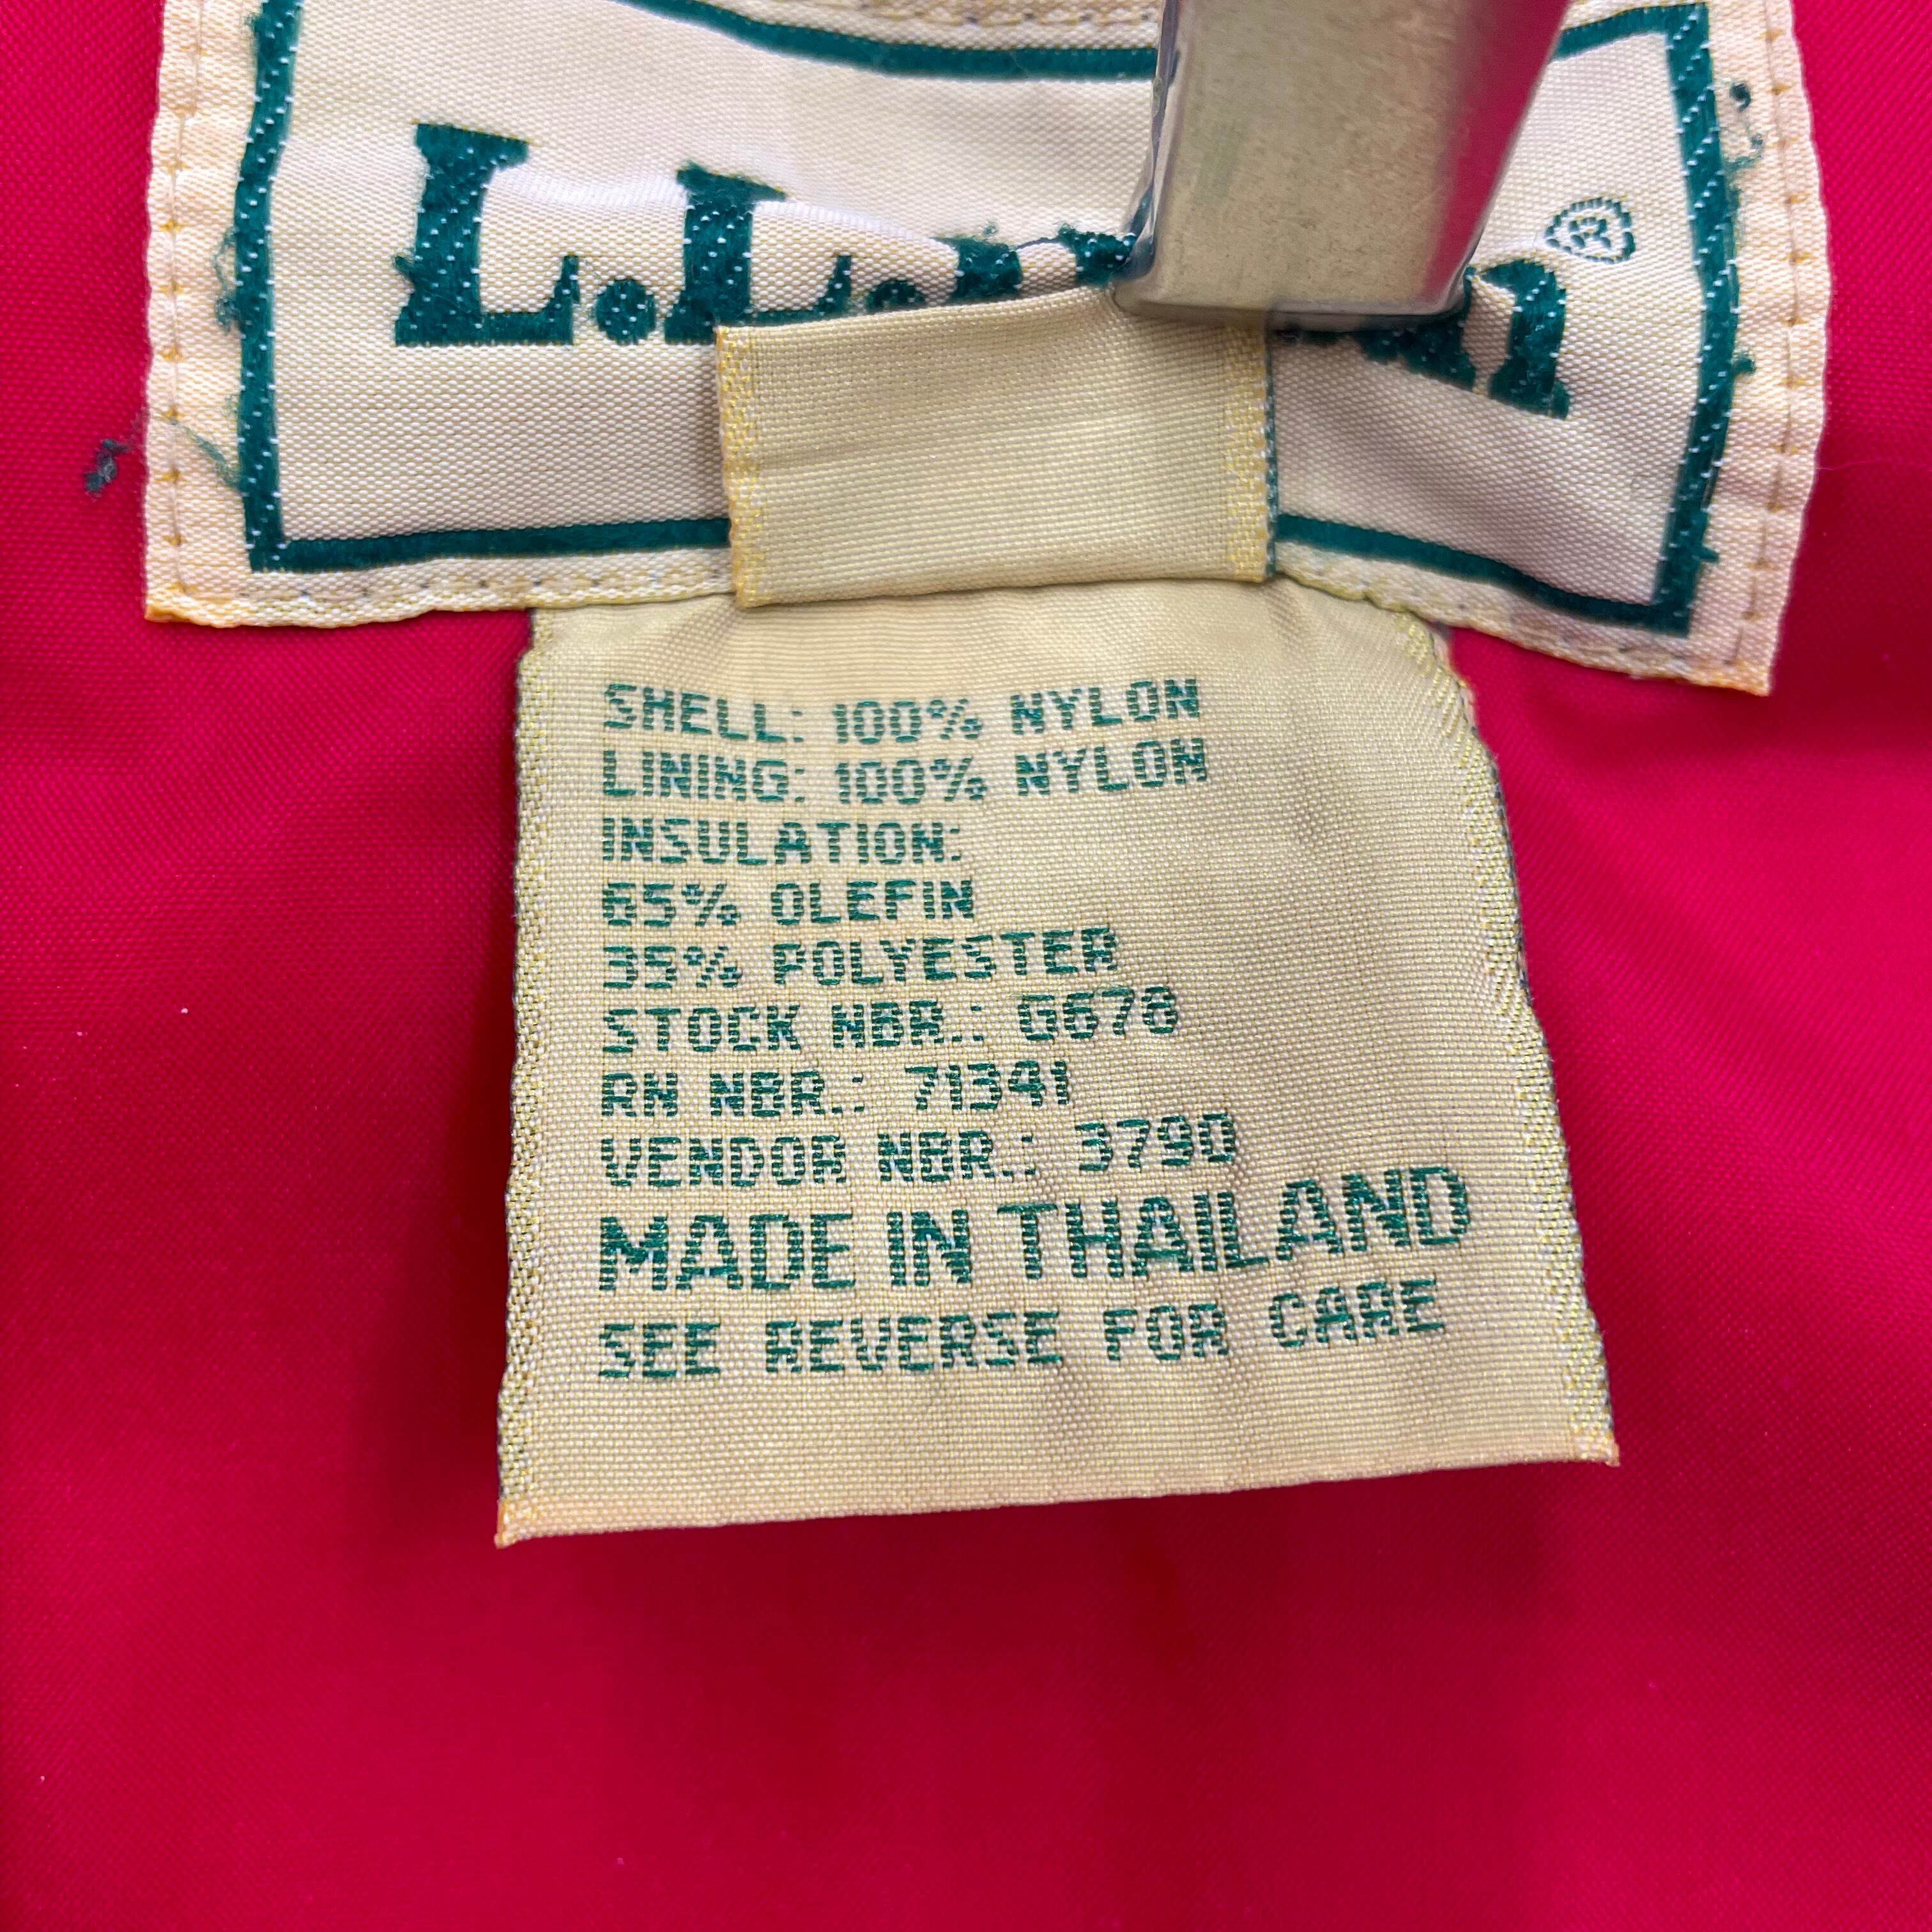 L.L.Bean®
SHELL: 100% NYLON
LINING: 100% NYLON
INSULATION:
65% OLEFIN
35% POLYESTER
STOCK NBR.: G678
RN NBR.: 71341
VENDOR NBR.: 3790
MADE IN THAILAND
SEE REVERSE FOR CARE